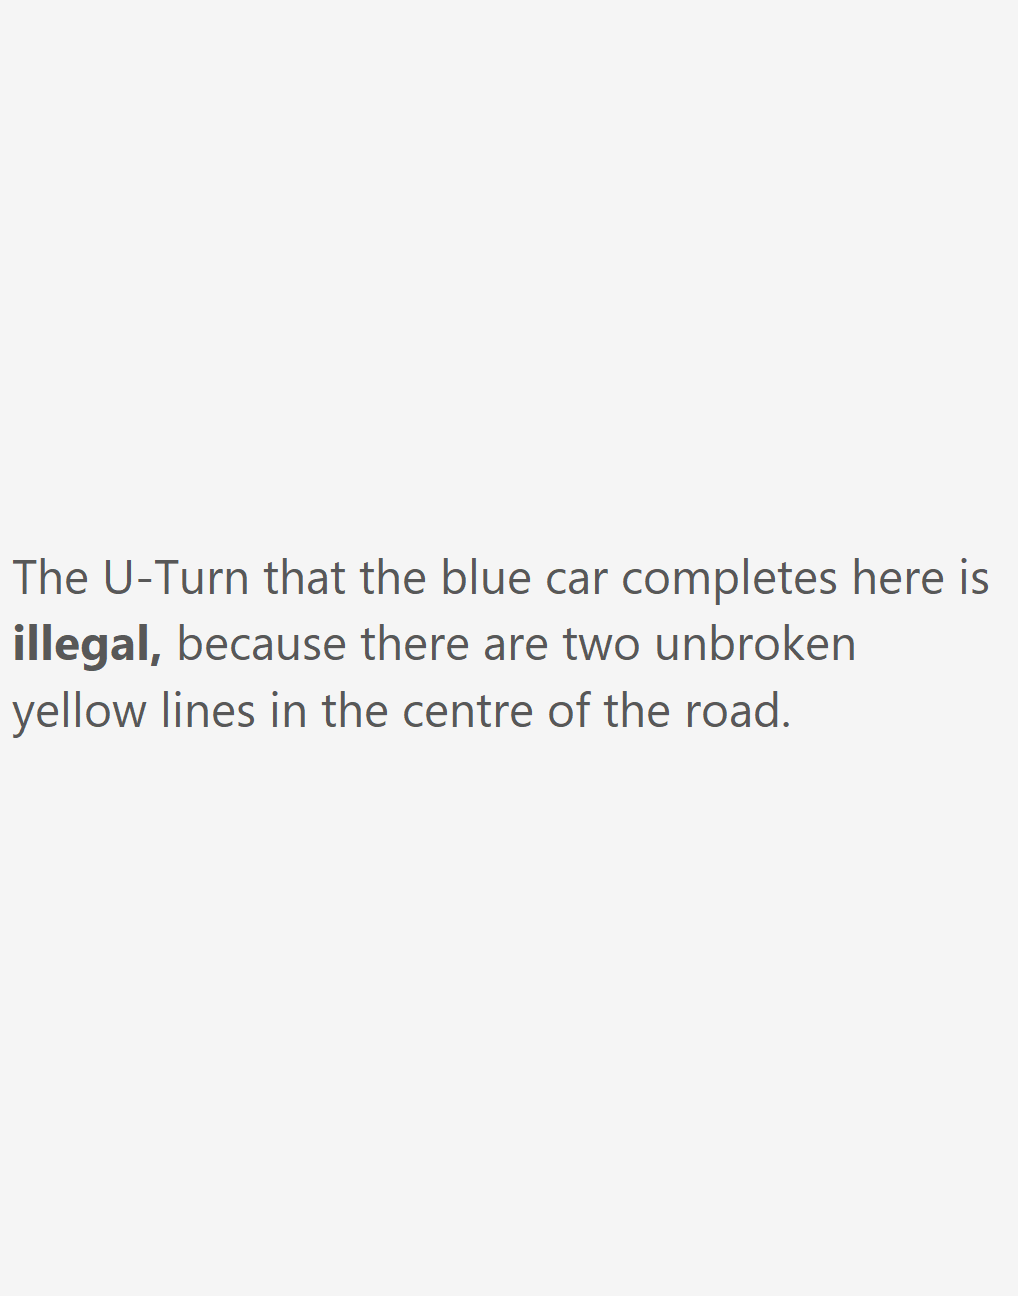 The U-Turn that the blue car completes here is
illegal, because there are two unbroken
yellow lines in the centre of the road.